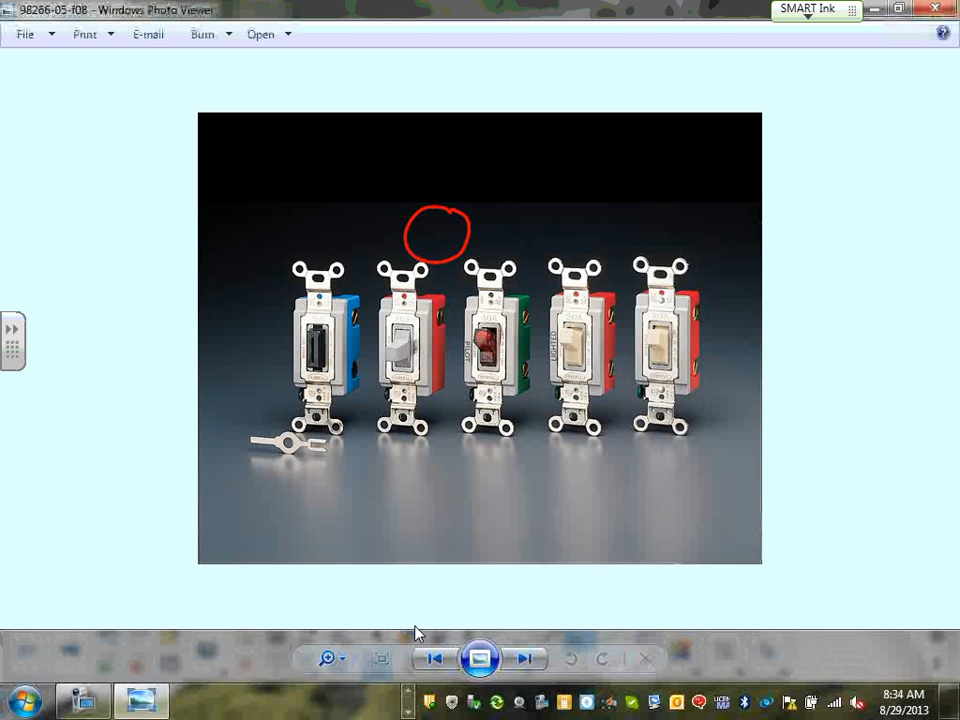 98266-05-f08 - Windows Photo Viewer
SMART Ink
File Print E-mail Burn Open
PILOT
LIGHTED
8:34 AM
8/29/2013